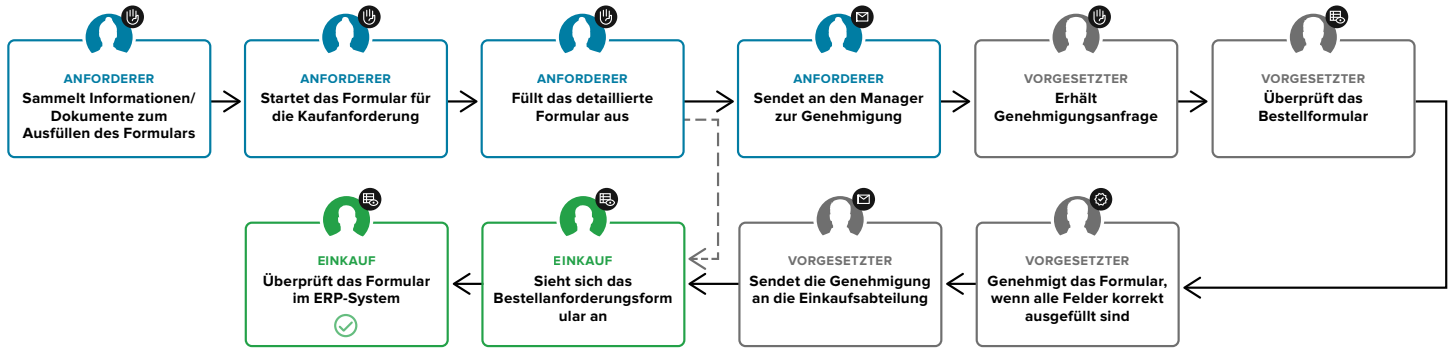 ANFORDERER
Sammelt Informationen/
Dokumente zum
Ausfüllen des Formulars
ANFORDERER
Startet das Formular für
die Kaufanforderung
ANFORDERER
Füllt das detaillierte
Formular aus
ANFORDERER
Sendet an den Manager
zur Genehmigung
VORGESETZTER
Erhält
Genehmigungsanfrage
VORGESETZTER
Überprüft das
Bestellformular
VORGESETZTER
Genehmigt das Formular,
wenn alle Felder korrekt
ausgefüllt sind
VORGESETZTER
Sendet die Genehmigung
an die Einkaufsabteilung
EINKAUF
Sieht sich das
Bestellanforderungsform
ular an
EINKAUF
Überprüft das Formular
im ERP-System